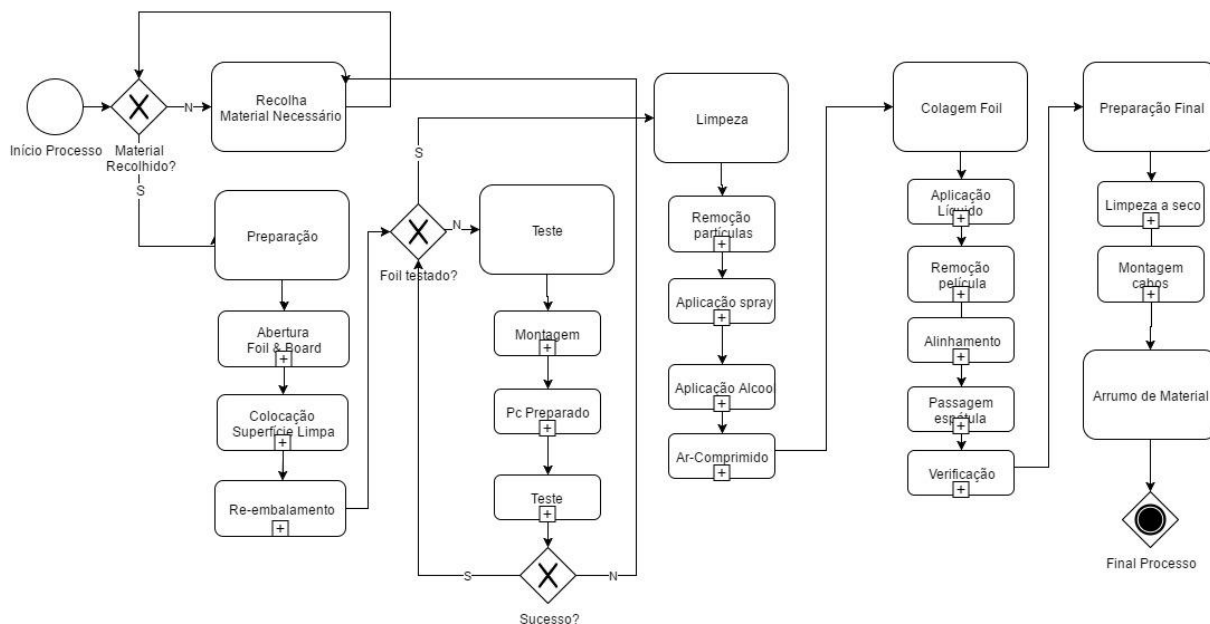 Início Processo
Material
Recolhido?
N
S
Recolha
Material Necessário
Preparação
Abertura
Foil & Board
Colocação
Superfície Limpa
Re-embalamento
Foil testado?
S
N
Teste
Montagem
Pc Preparado
Teste
Sucesso?
S
N
Limpeza
Remoção
partículas
Aplicação spray
Aplicação Alcool
Ar-Comprimido
Colagem Foil
Aplicação
Líquido
Remoção
película
Alinhamento
Passagem
espátula
Verificação
Preparação Final
Limpeza a seco
Montagem
cabos
Arrumo de Material
Final Processo